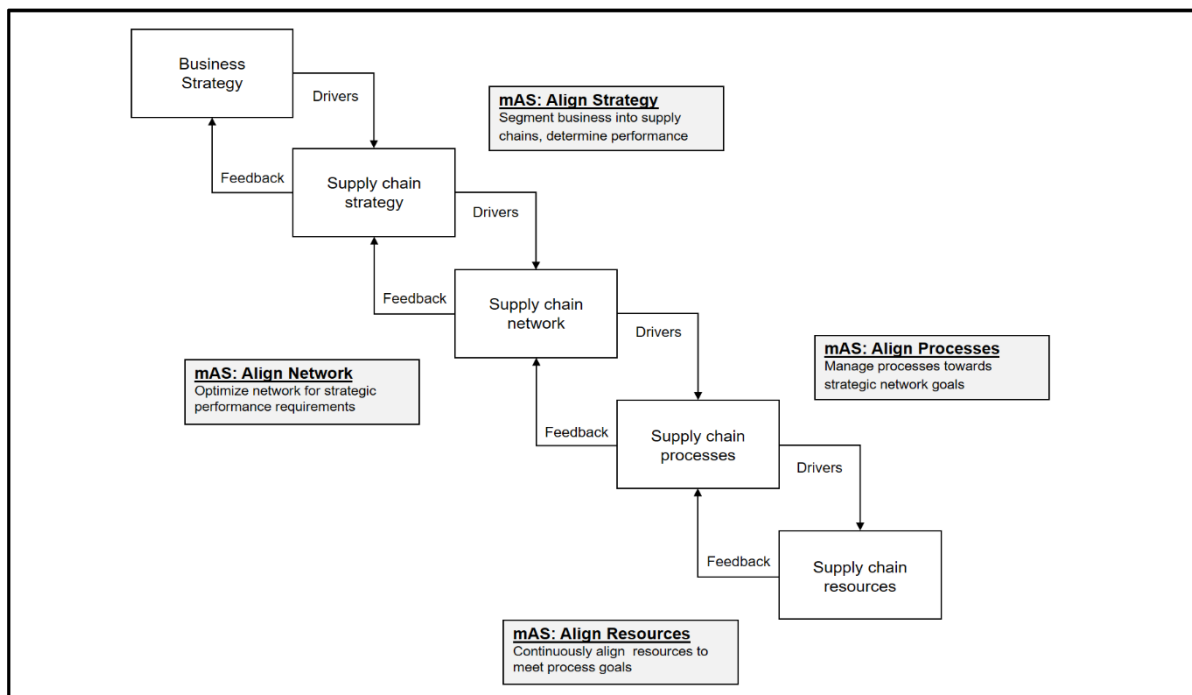 Business
Strategy
Drivers
mAS: Align Strategy
Segment business into supply
chains, determine performance
Feedback
Supply chain
strategy
Drivers
Feedback
Supply chain
network
Drivers
mAS: Align Processes
Manage processes towards
strategic network goals
mAS: Align Network
Optimize network for strategic
performance requirements
Feedback
Supply chain
processes
Drivers
Feedback
Supply chain
resources
mAS: Align Resources
Continuously align  resources to
meet process goals